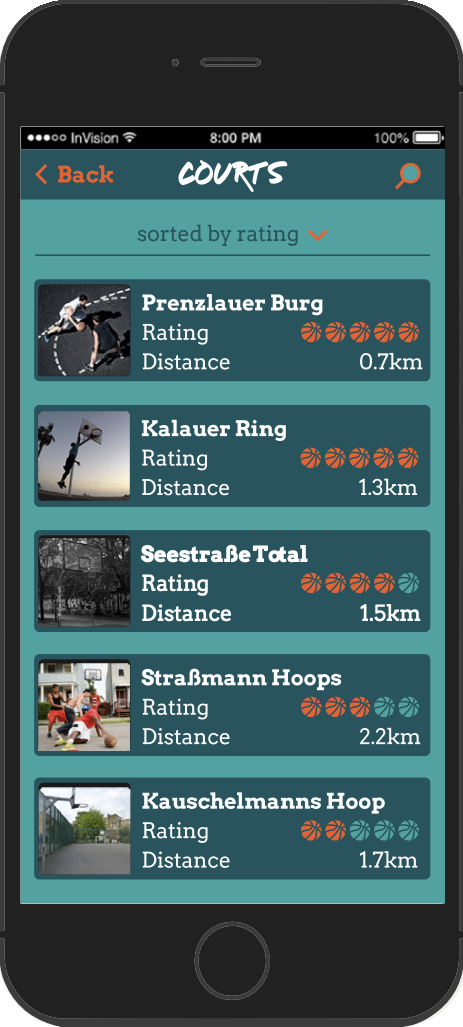 InVision 8:00 PM 100%
Back COURTS
sorted by rating
Prenzlauer Burg
Rating
Distance 0.7km
Kalauer Ring
Rating
Distance 1.3km
Seestraße Total
Rating
Distance 1.5km
Straßmann Hoops
Rating
Distance 2.2km
Kauschelmanns Hoop
Rating
Distance 1.7km